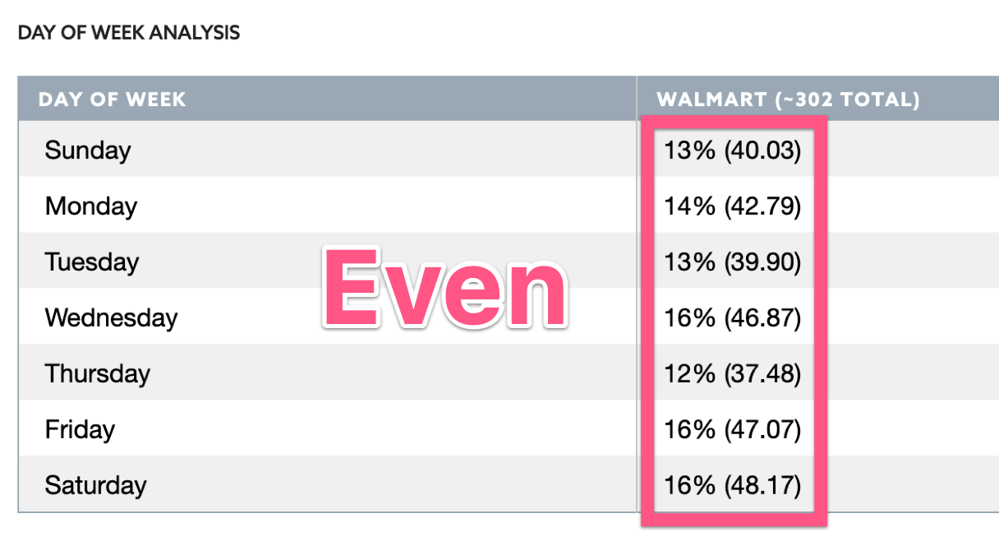 DAY OF WEEK ANALYSIS
DAY OF WEEK WALMART (~302 TOTAL)
Sunday 13% (40.03)
Monday 14% (42.79)
Tuesday 13% (39.90)
Even
Wednesday 16% (46.87)
Thursday 12% (37.48)
Friday 16% (47.07)
Saturday 16% (48.17)